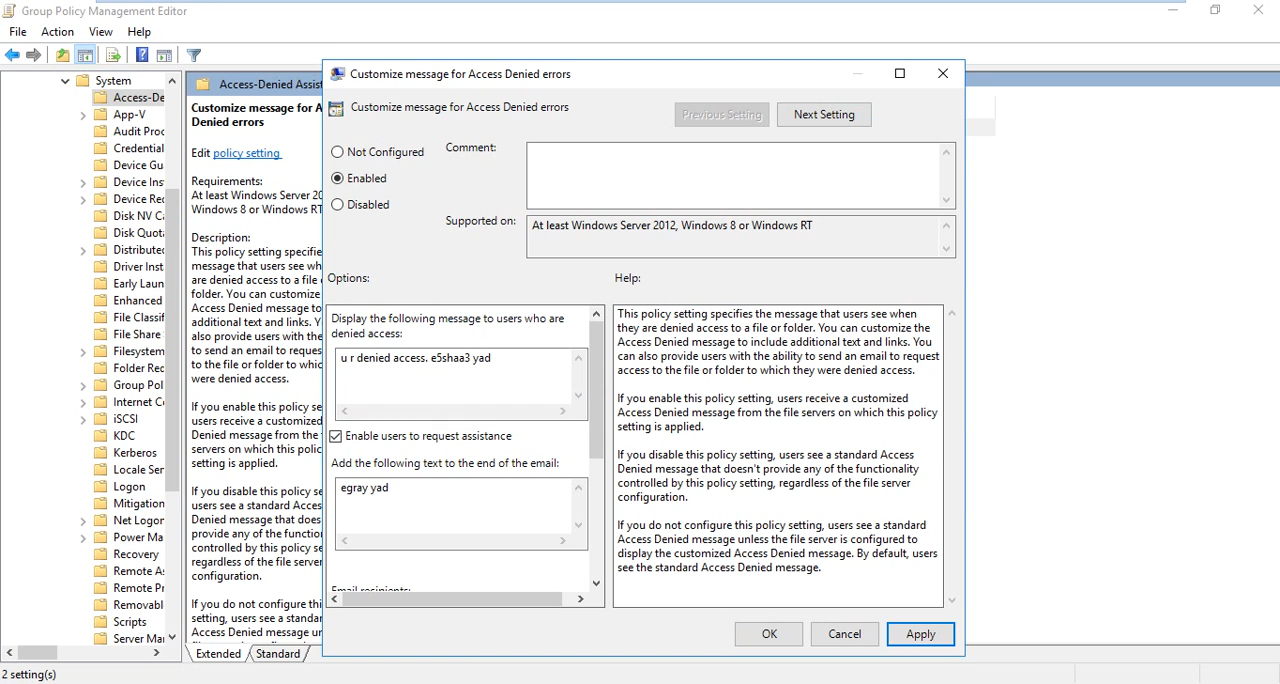 Group Policy Management Editor
File Action View Help
System
Access-De
App-V
Audit Proc
Credential
Device Gu
Device Ins
Device Rec
Disk NV Ca
Disk Quota
Distributed
Driver Inst
Early Laun
Enhanced
File Classif
File Share
Filesystem
Folder Red
Group Pol
Internet C
iSCSI
KDC
Kerberos
Locale Ser
Logon
Mitigation
Net Logon
Power Ma
Recovery
Remote As
Remote Pr
Removabl
Scripts
Server Man
Access-Denied Assist
Customize message for A
Denied errors
Edit policy setting
Requirements:
At least Windows Server 20
Windows 8 or Windows RT
Description:
This policy setting specifie
message that users see wh
are denied access to a file
folder. You can customize
Access Denied message to
additional text and links. Y
also provide users with the
to send an email to reques
to the file or folder to whic
were denied access.
If you enable this policy se
users receive a customized
Denied message from the
servers on which this polic
setting is applied.
If you disable this policy se
users see a standard Acces
Denied message that does
provide any of the function
controlled by this policy se
regardless of the file server
configuration.
If you do not configure thi
setting, users see a standar
Access Denied message un
Extended Standard
2 setting(s)
Customize message for Access Denied errors
Customize message for Access Denied errors
Previous Setting Next Setting
Not Configured
Enabled
Disabled
Comment:
Supported on:
At least Windows Server 2012, Windows 8 or Windows RT
Options:
Help:
Display the following message to users who are
denied access:
u r denied access. e5shaa3 yad
Enable users to request assistance
Add the following text to the end of the email:
egray yad
Email recipients:
This policy setting specifies the message that users see when
they are denied access to a file or folder. You can customize the
Access Denied message to include additional text and links. You
can also provide users with the ability to send an email to request
access to the file or folder to which they were denied access.
If you enable this policy setting, users receive a customized
Access Denied message from the file servers on which this policy
setting is applied.
If you disable this policy setting, users see a standard Access
Denied message that doesn't provide any of the functionality
controlled by this policy setting, regardless of the file server
configuration.
If you do not configure this policy setting, users see a standard
Access Denied message unless the file server is configured to
display the customized Access Denied message. By default, users
see the standard Access Denied message.
OK Cancel Apply